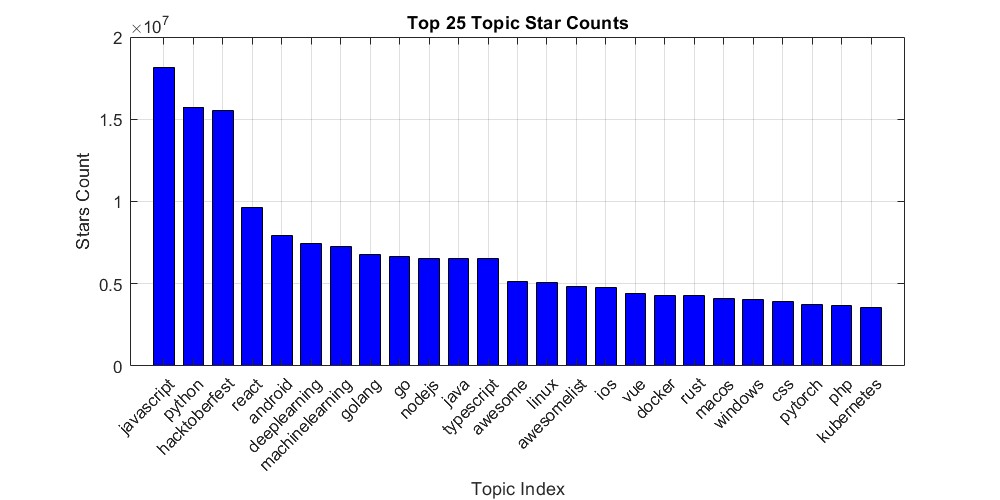 Top 25 Topic Star Counts
×10⁷
2
1.5
1
0.5
0
Stars Count
javascript
python
hacktoberfest
react
android
deeplearning
machinelearning
golang
go
nodejs
java
typescript
awesome
linux
awesomelist
ios
vue
docker
rust
macos
windows
css
pytorch
php
kubernetes
Topic Index